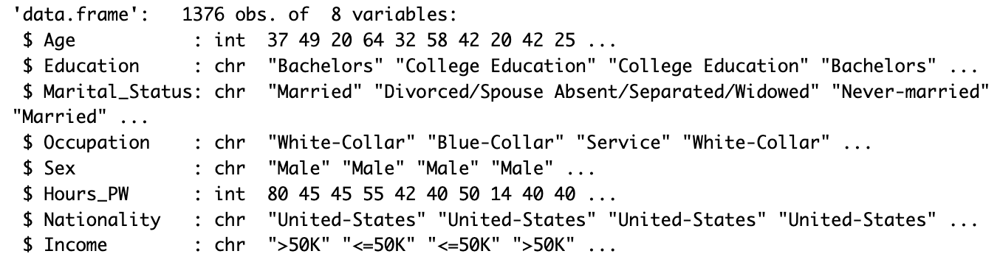 'data.frame':   1376 obs. of  8 variables:
 $ Age           : int  37 49 20 64 32 58 42 20 42 25 ...
 $ Education     : chr  "Bachelors" "College Education" "College Education" "Bachelors" ...
 $ Marital_Status: chr  "Married" "Divorced/Spouse Absent/Separated/Widowed" "Never-married"
"Married" ...
 $ Occupation    : chr  "White-Collar" "Blue-Collar" "Service" "White-Collar" ...
 $ Sex           : chr  "Male" "Male" "Male" "Male" ...
 $ Hours_PW      : int  80 45 45 55 42 40 50 14 40 40 ...
 $ Nationality   : chr  "United-States" "United-States" "United-States" "United-States" ...
 $ Income        : chr  ">50K" "<=50K" "<=50K" ">50K" ...